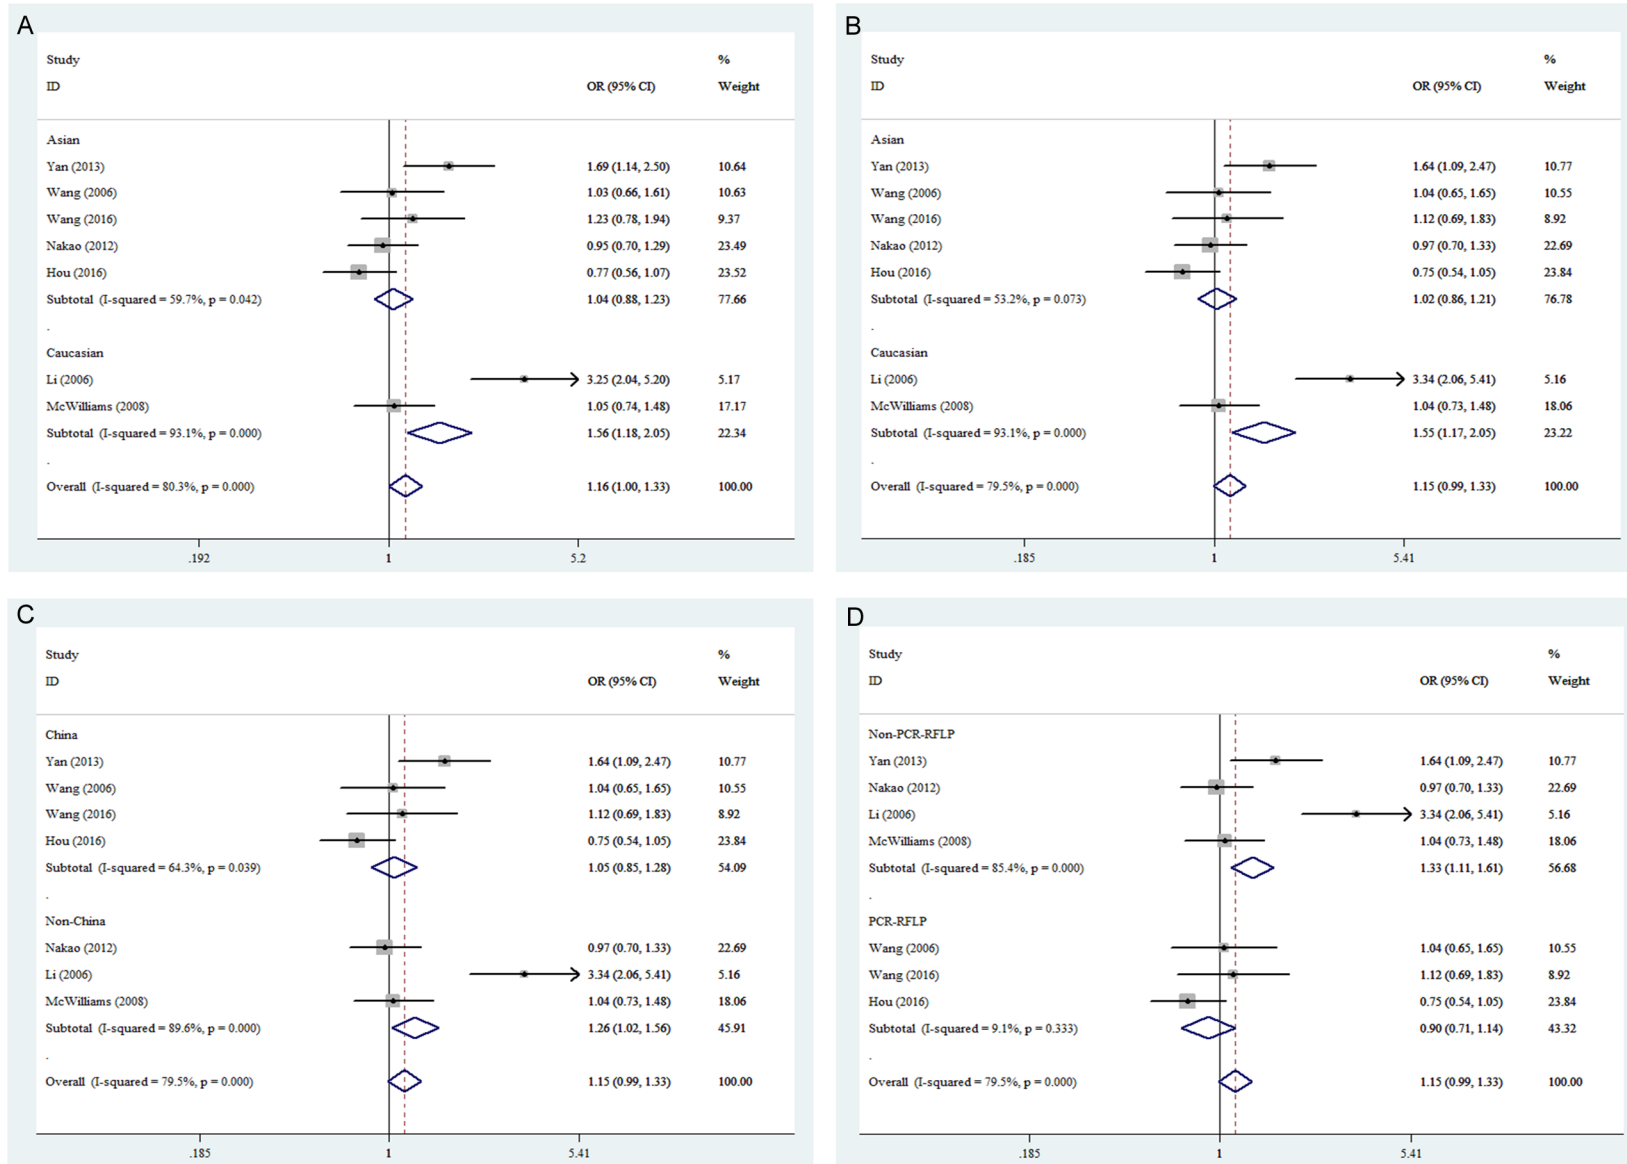 A
Study %
ID OR (95% CI) Weight
Asian
Yan (2013) 1.69 (1.14, 2.50) 10.64
Wang (2006) 1.03 (0.66, 1.61) 10.63
Wang (2016) 1.23 (0.78, 1.94) 9.37
Nakao (2012) 0.95 (0.70, 1.29) 23.49
Hou (2016) 0.77 (0.56, 1.07) 23.52
Subtotal (I-squared = 59.7%, p = 0.042) 1.04 (0.88, 1.23) 77.66
.
Caucasian
Li (2006) 3.25 (2.04, 5.20) 5.17
McWilliams (2008) 1.05 (0.74, 1.48) 17.17
Subtotal (I-squared = 93.1%, p = 0.000) 1.56 (1.18, 2.05) 22.34
.
Overall (I-squared = 80.3%, p = 0.000) 1.16 (1.00, 1.33) 100.00
.192 1 5.2
B
Study %
ID OR (95% CI) Weight
Asian
Yan (2013) 1.64 (1.09, 2.47) 10.77
Wang (2006) 1.04 (0.65, 1.65) 10.55
Wang (2016) 1.12 (0.69, 1.83) 8.92
Nakao (2012) 0.97 (0.70, 1.33) 22.69
Hou (2016) 0.75 (0.54, 1.05) 23.84
Subtotal (I-squared = 53.2%, p = 0.073) 1.02 (0.86, 1.21) 76.78
.
Caucasian
Li (2006) 3.34 (2.06, 5.41) 5.16
McWilliams (2008) 1.04 (0.73, 1.48) 18.06
Subtotal (I-squared = 93.1%, p = 0.000) 1.55 (1.17, 2.05) 23.22
.
Overall (I-squared = 79.5%, p = 0.000) 1.15 (0.99, 1.33) 100.00
.185 1 5.41
C
Study %
ID OR (95% CI) Weight
China
Yan (2013) 1.64 (1.09, 2.47) 10.77
Wang (2006) 1.04 (0.65, 1.65) 10.55
Wang (2016) 1.12 (0.69, 1.83) 8.92
Hou (2016) 0.75 (0.54, 1.05) 23.84
Subtotal (I-squared = 64.3%, p = 0.039) 1.05 (0.85, 1.28) 54.09
.
Non-China
Nakao (2012) 0.97 (0.70, 1.33) 22.69
Li (2006) 3.34 (2.06, 5.41) 5.16
McWilliams (2008) 1.04 (0.73, 1.48) 18.06
Subtotal (I-squared = 89.6%, p = 0.000) 1.26 (1.02, 1.56) 45.91
.
Overall (I-squared = 79.5%, p = 0.000) 1.15 (0.99, 1.33) 100.00
.185 1 5.41
D
Study %
ID OR (95% CI) Weight
Non-PCR-RFLP
Yan (2013) 1.64 (1.09, 2.47) 10.77
Nakao (2012) 0.97 (0.70, 1.33) 22.69
Li (2006) 3.34 (2.06, 5.41) 5.16
McWilliams (2008) 1.04 (0.73, 1.48) 18.06
Subtotal (I-squared = 85.4%, p = 0.000) 1.33 (1.11, 1.61) 56.68
.
PCR-RFLP
Wang (2006) 1.04 (0.65, 1.65) 10.55
Wang (2016) 1.12 (0.69, 1.83) 8.92
Hou (2016) 0.75 (0.54, 1.05) 23.84
Subtotal (I-squared = 9.1%, p = 0.333) 0.90 (0.71, 1.14) 43.32
.
Overall (I-squared = 79.5%, p = 0.000) 1.15 (0.99, 1.33) 100.00
.185 1 5.41